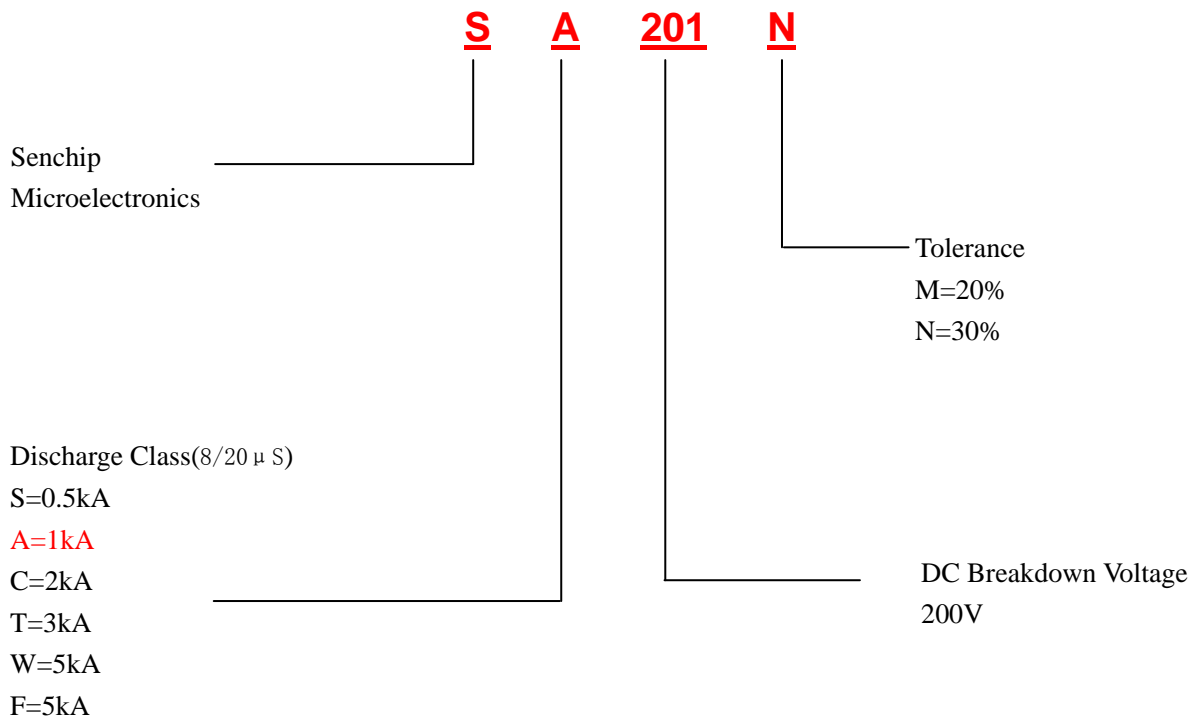 S A 201 N
Senchip
Microelectronics
Tolerance
M=20%
N=30%
Discharge Class(8/20μS)
S=0.5kA
A=1kA
C=2kA
T=3kA
W=5kA
F=5kA
DC Breakdown Voltage
200V